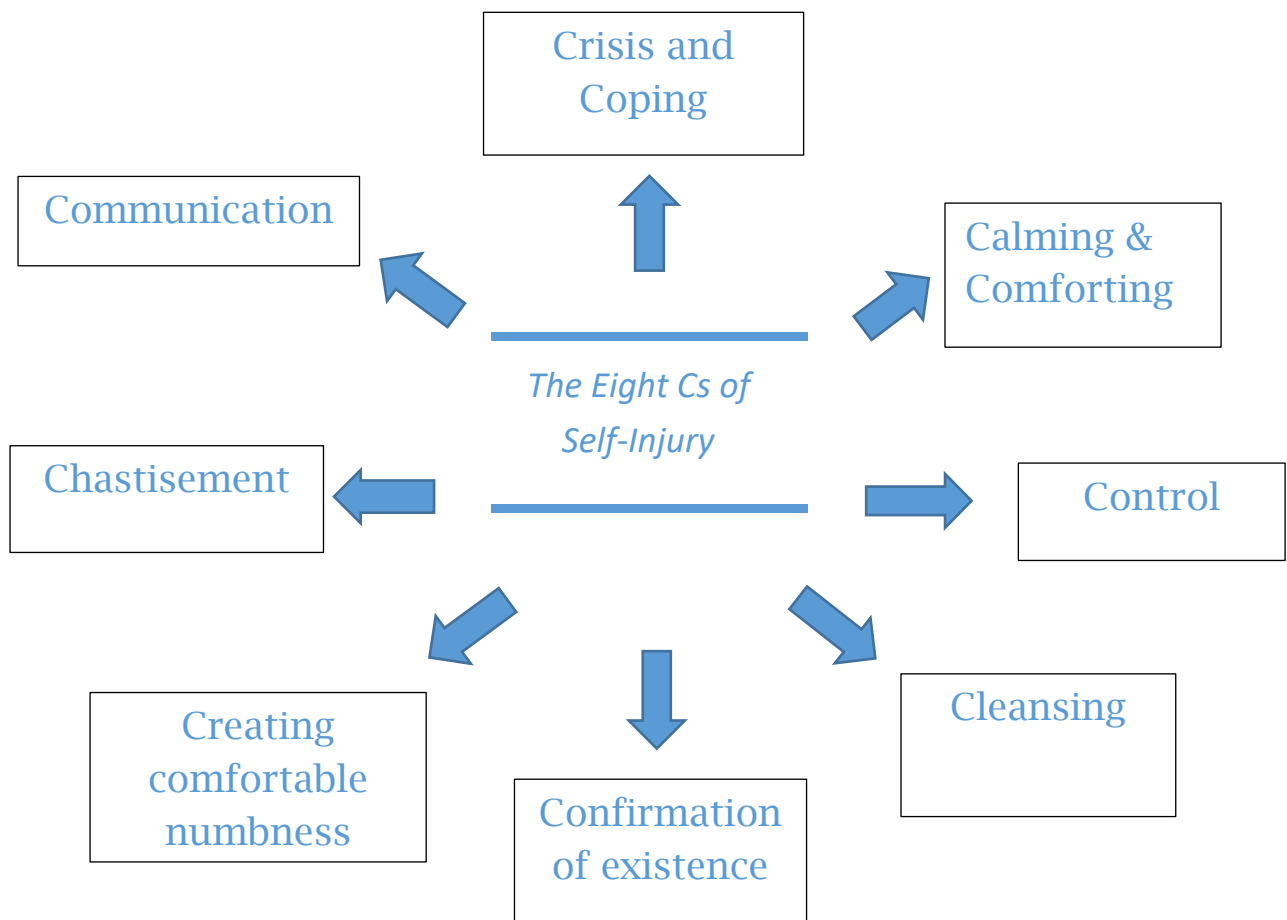 Crisis and
Coping
Communication
Calming &
Comforting
The Eight Cs of
Self-Injury
Chastisement
Control
Creating
comfortable
numbness
Cleansing
Confirmation
of existence